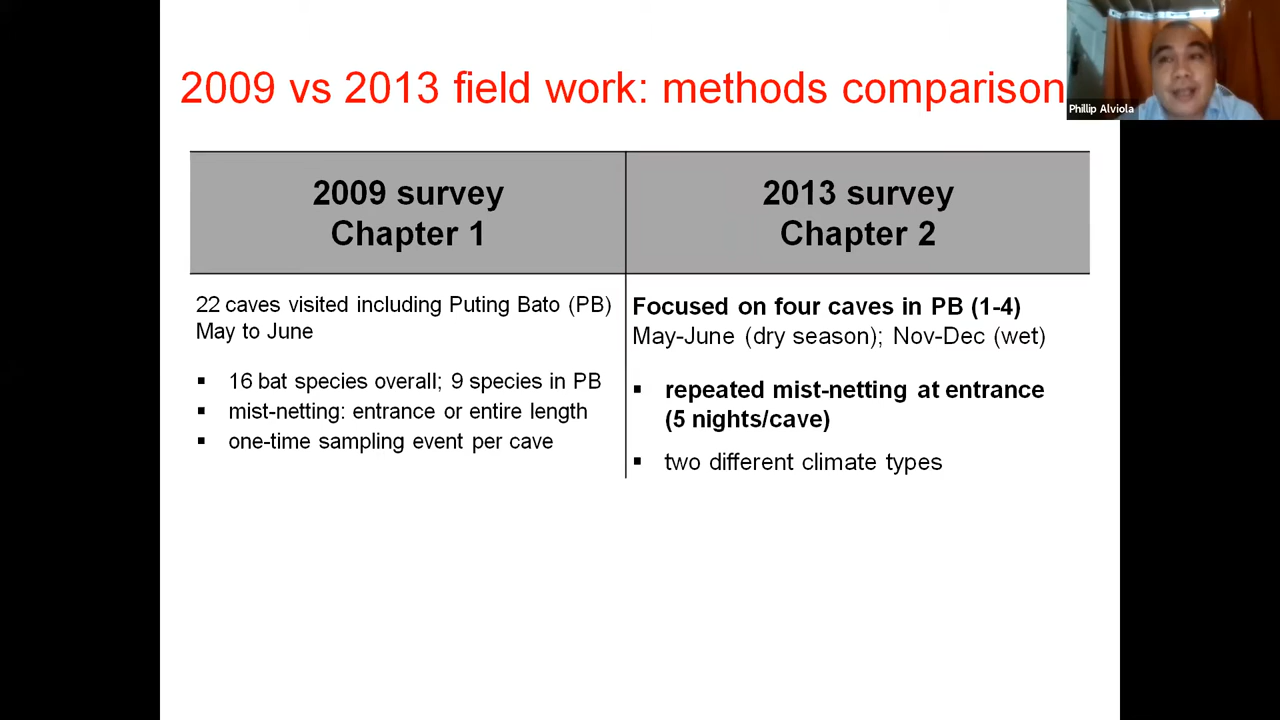 2009 vs 2013 field work: methods comparison
Phillip Alviola
2009 survey
Chapter 1
2013 survey
Chapter 2
22 caves visited including Puting Bato (PB)
May to June
▪ 16 bat species overall; 9 species in PB
▪ mist-netting: entrance or entire length
▪ one-time sampling event per cave
Focused on four caves in PB (1-4)
May-June (dry season); Nov-Dec (wet)
▪ repeated mist-netting at entrance
(5 nights/cave)
▪ two different climate types